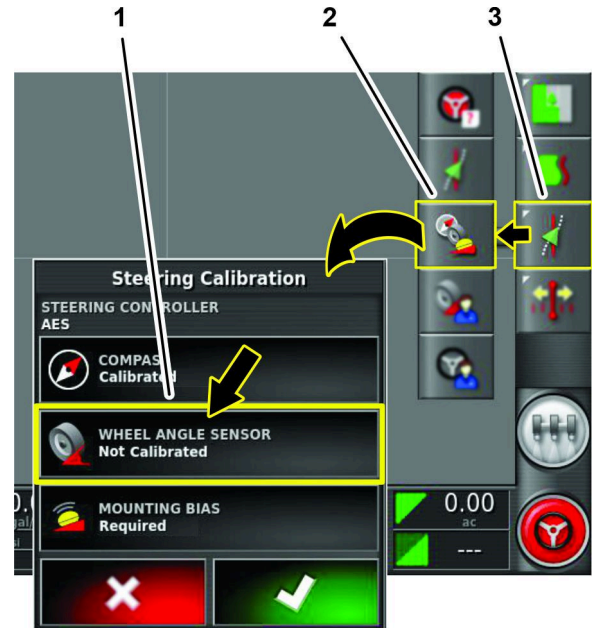 1
2
3
Steering Calibration
STEERING CONTROLLER
AES
COMPASS
Calibrated
WHEEL ANGLE SENSOR
Not Calibrated
MOUNTING BIAS
Required
?
0.00
ac
---